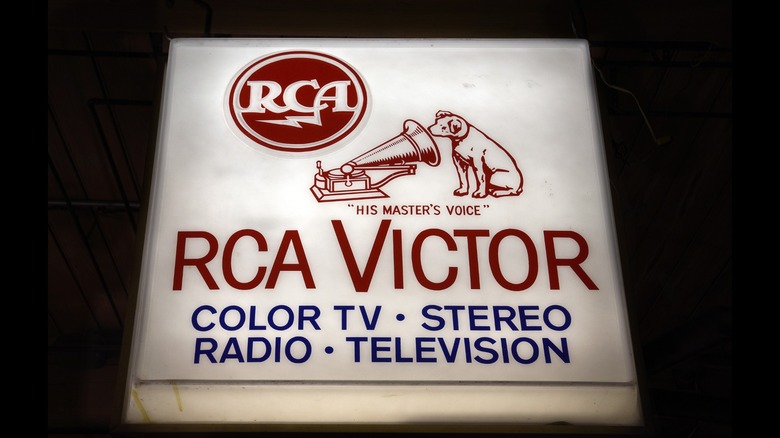 RCA
"HIS MASTER'S VOICE"
RCA VICTOR
COLOR TV · STEREO
RADIO · TELEVISION